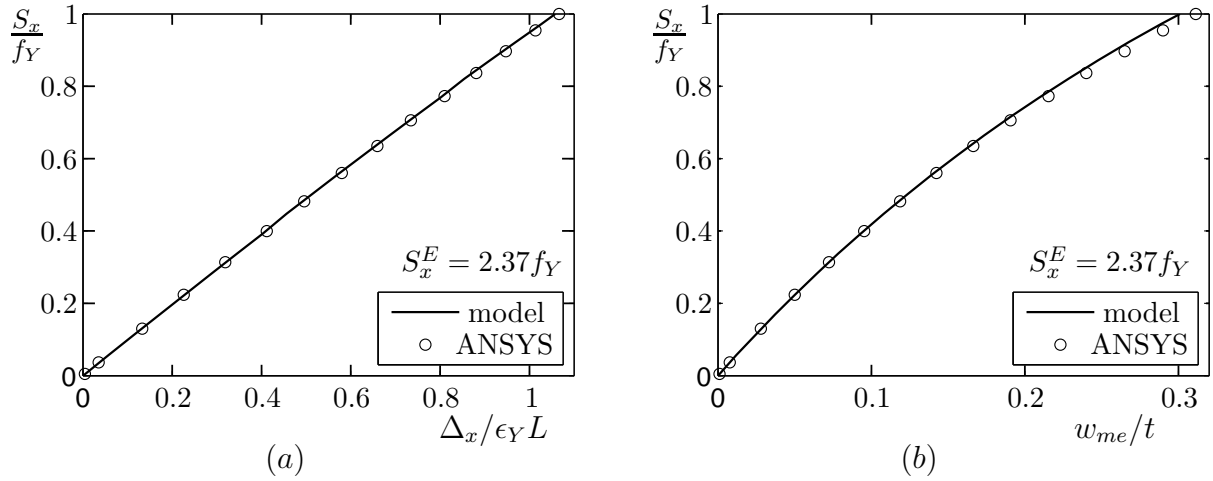 S_x/f_Y
1
0.8
0.6
0.4
0.2
0
0 0.2 0.4 0.6 0.8 1
Δ_x/ϵ_Y L
S_x^E = 2.37f_Y
model
ANSYS
(a)
S_x/f_Y
1
0.8
0.6
0.4
0.2
0
0 0.1 0.2 0.3
w_{me}/t
S_x^E = 2.37f_Y
model
ANSYS
(b)